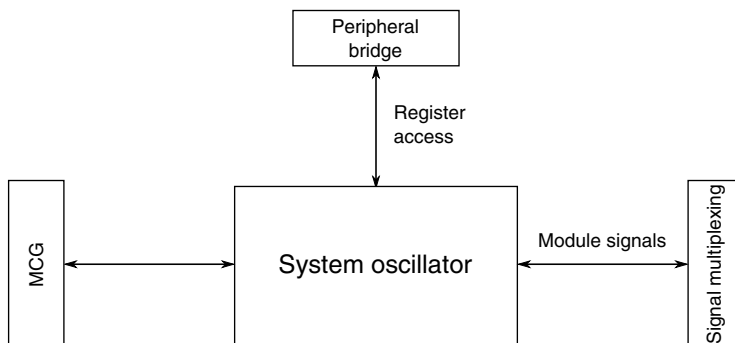 Peripheral
bridge
Register
access
MCG
System oscillator
Module signals
Signal multiplexing